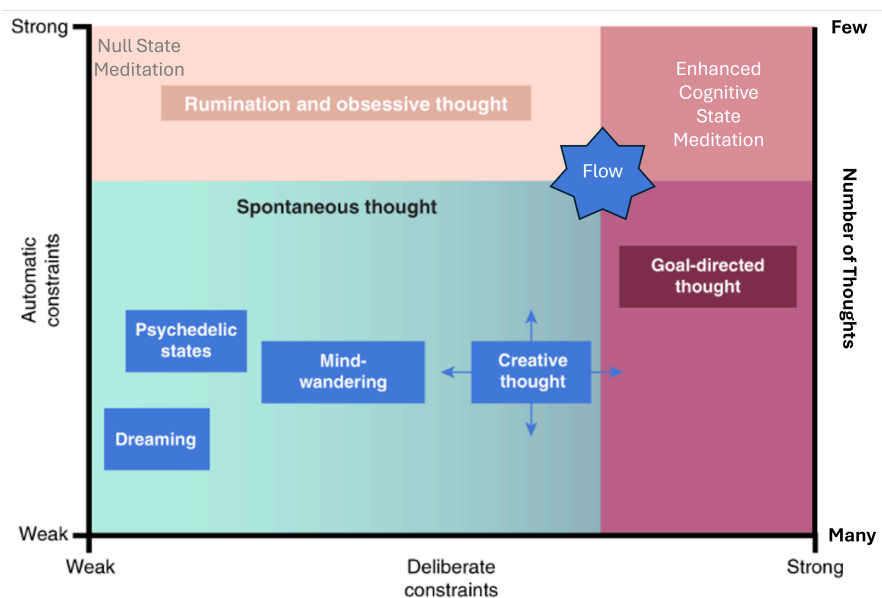 Strong
Few
Null State
Meditation
Rumination and obsessive thought
Enhanced
Cognitive
State
Meditation
Flow
Spontaneous thought
Automatic
constraints
Number of Thoughts
Goal-directed
thought
Psychedelic
states
Mind-
wandering
Creative
thought
Dreaming
Weak
Many
Weak
Deliberate
constraints
Strong